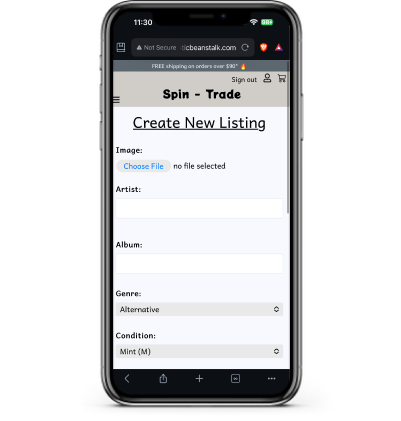 11:30
Not Secure ://cbeanstalk.com
FREE shipping on orders over $90* 🔥
Sign out
Spin - Trade
Create New Listing
Image:
Choose File no file selected
Artist:
Album:
Genre:
Alternative
Condition:
Mint (M)